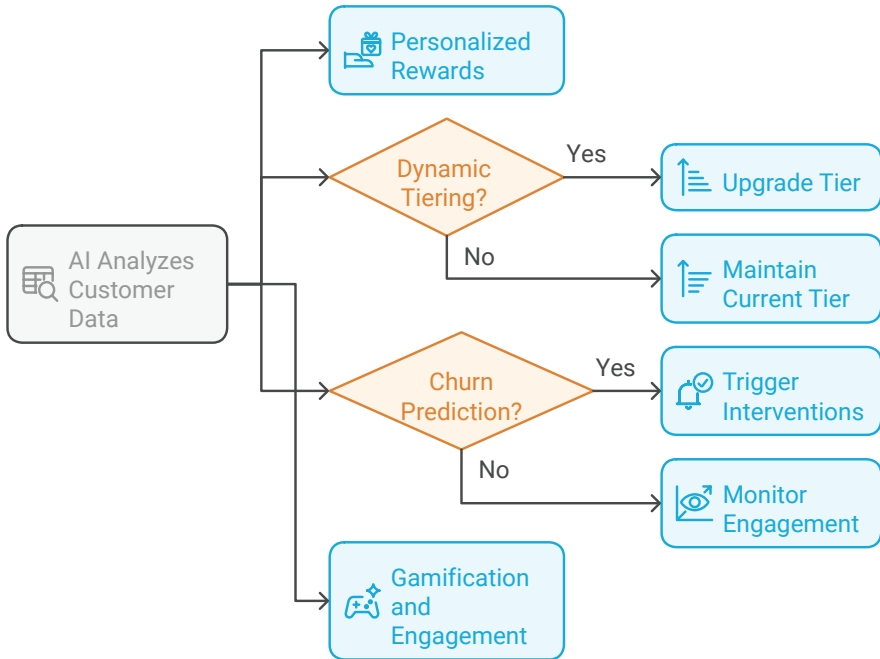 Personalized
Rewards
Dynamic
Tiering?
Yes
Upgrade Tier
No
Maintain
Current Tier
AI Analyzes
Customer
Data
Churn
Prediction?
Yes
Trigger
Interventions
No
Monitor
Engagement
Gamification
and
Engagement